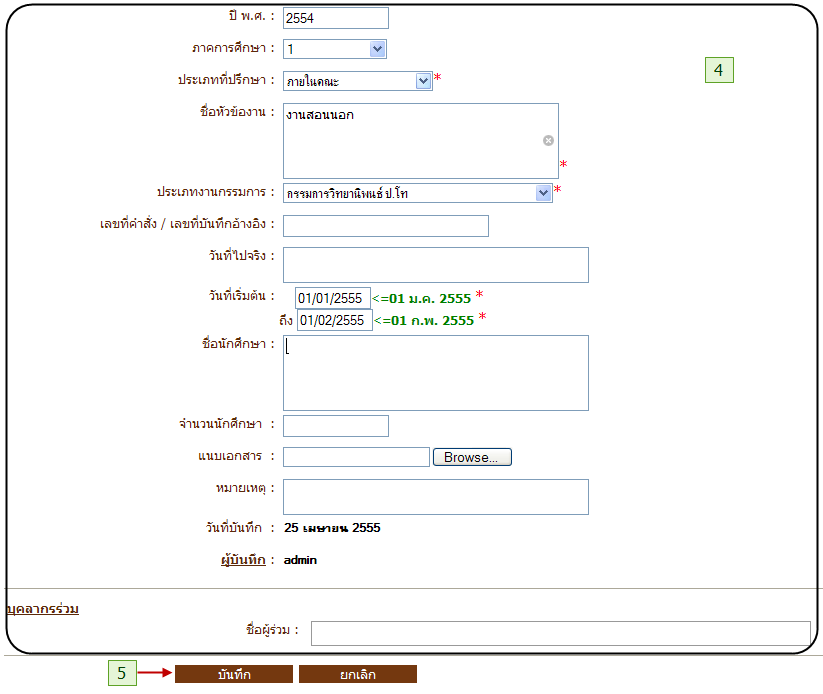 ปี พ.ศ. : 2554
ภาคการศึกษา : 1
4
ประเภทที่ปรึกษา : ภายในคณะ *
ชื่อหัวข้องาน : งานสอนนอก
*
ประเภทงานกรรมการ : กรรมการวิทยานิพนธ์ ป.โท *
เลขที่คำสั่ง / เลขที่บันทึกอ้างอิง :
วันที่ไปจริง :
วันที่เริ่มต้น : 01/01/2555 <=01 ม.ค. 2555 *
ถึง 01/02/2555 <=01 ก.พ. 2555 *
ชื่อนักศึกษา :
จำนวนนักศึกษา :
แนบเอกสาร : Browse...
หมายเหตุ :
วันที่บันทึก : 25 เมษายน 2555
ผู้บันทึก : admin
บุคลากรร่วม
ชื่อผู้ร่วม :
5 บันทึก ยกเลิก